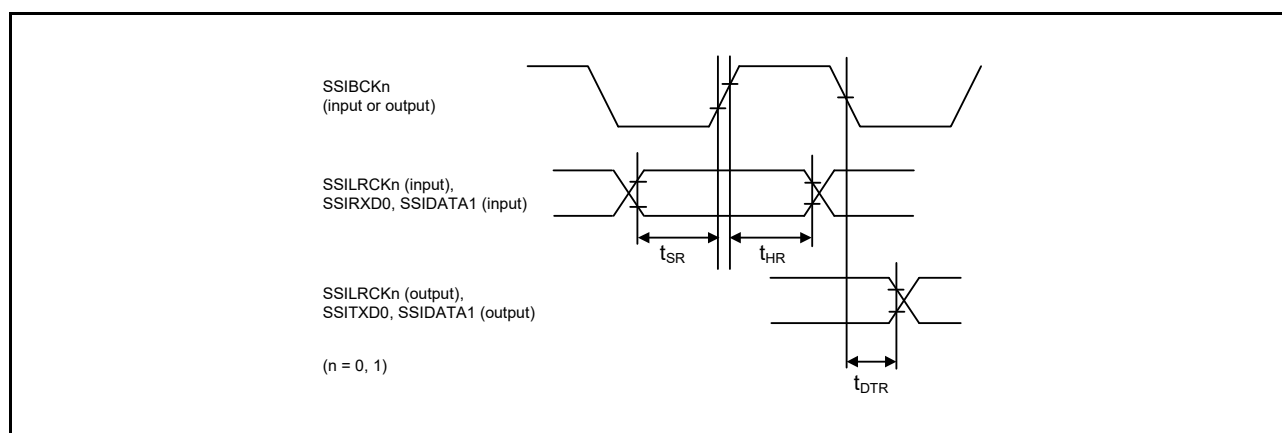 SSIBCKn
(input or output)
SSILRCKn (input),
SSIRXD0, SSIDATA1 (input)
tSR
tHR
SSILRCKn (output),
SSITXD0, SSIDATA1 (output)
(n = 0, 1)
tDTR